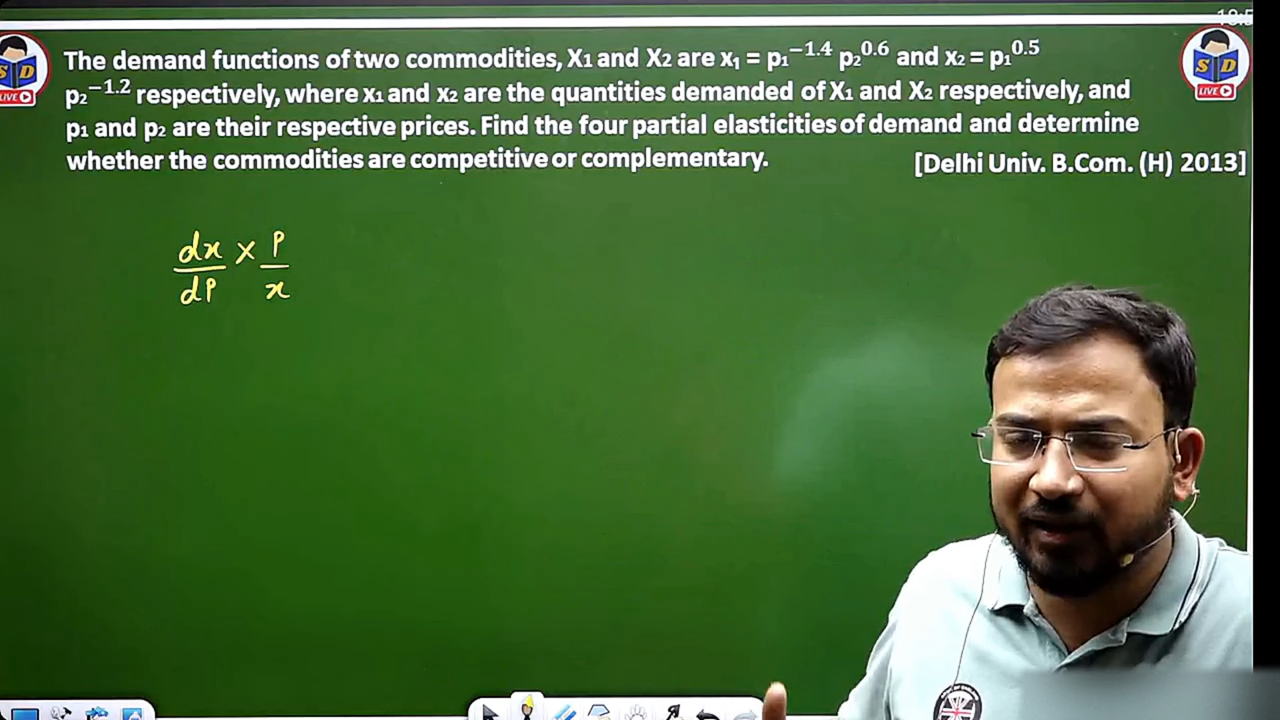 The demand functions of two commodities, X₁ and X₂ are x₁ = p₁⁻¹·⁴ p₂⁰·⁶ and x₂ = p₁⁰·⁵
p₂⁻¹·² respectively, where x₁ and x₂ are the quantities demanded of X₁ and X₂ respectively, and
p₁ and p₂ are their respective prices. Find the four partial elasticities of demand and determine
whether the commodities are competitive or complementary. [Delhi Univ. B.Com. (H) 2013]
S D
LIVE
S D
LIVE
dx/dP × P/x